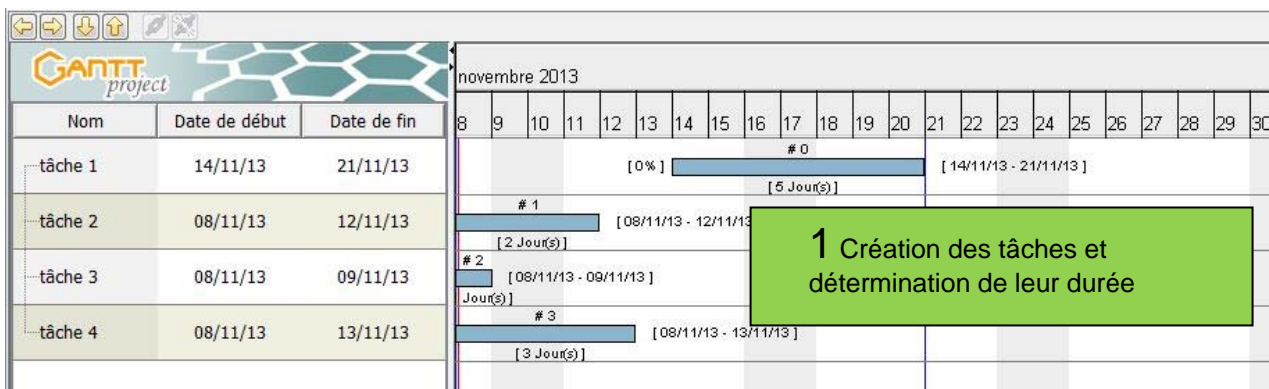 GANTT
project
novembre 2013
Nom Date de début Date de fin 8 9 10 11 12 13 14 15 16 17 18 19 20 21 22 23 24 25 26 27 28 29 30
# 0
tâche 1 14/11/13 21/11/13 [ 0% ] [ 14/11/13 - 21/11/13 ]
[ 5 Jour(s) ]
# 1
tâche 2 08/11/13 12/11/13 [ 08/11/13 - 12/11/13
[ 2 Jour(s) ]
# 2
tâche 3 08/11/13 09/11/13 [ 08/11/13 - 09/11/13 ]
Jour(s) ]
# 3
tâche 4 08/11/13 13/11/13 [ 08/11/13 - 13/11/13 ]
[ 3 Jour(s) ]
1 Création des tâches et
détermination de leur durée